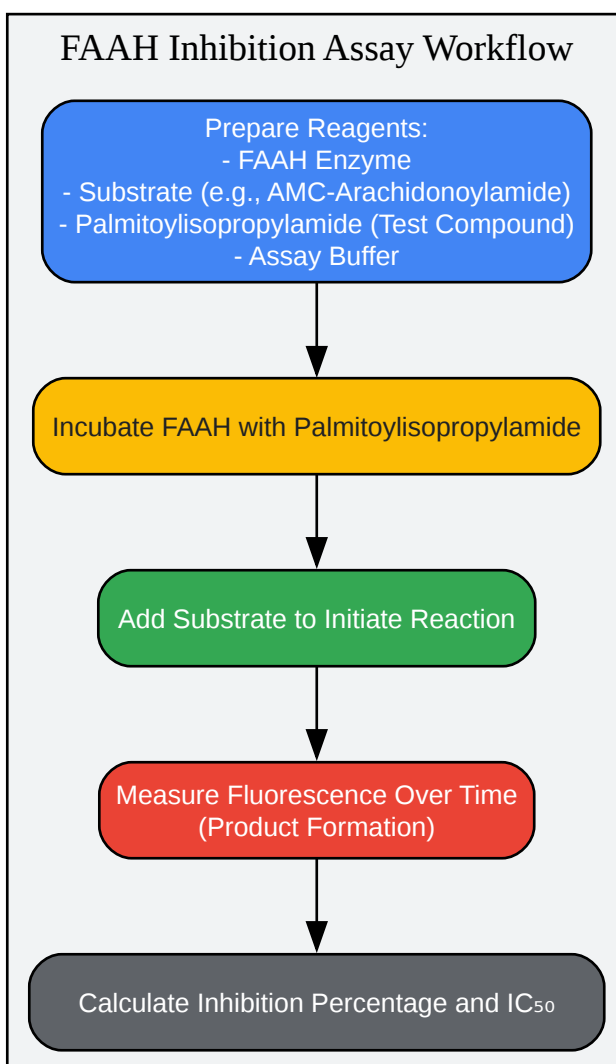 FAAH Inhibition Assay Workflow
Prepare Reagents:
- FAAH Enzyme
- Substrate (e.g., AMC-Arachidonoylamide)
- Palmitoylisopropylamide (Test Compound)
- Assay Buffer
Incubate FAAH with Palmitoylisopropylamide
Add Substrate to Initiate Reaction
Measure Fluorescence Over Time
(Product Formation)
Calculate Inhibition Percentage and IC₅₀